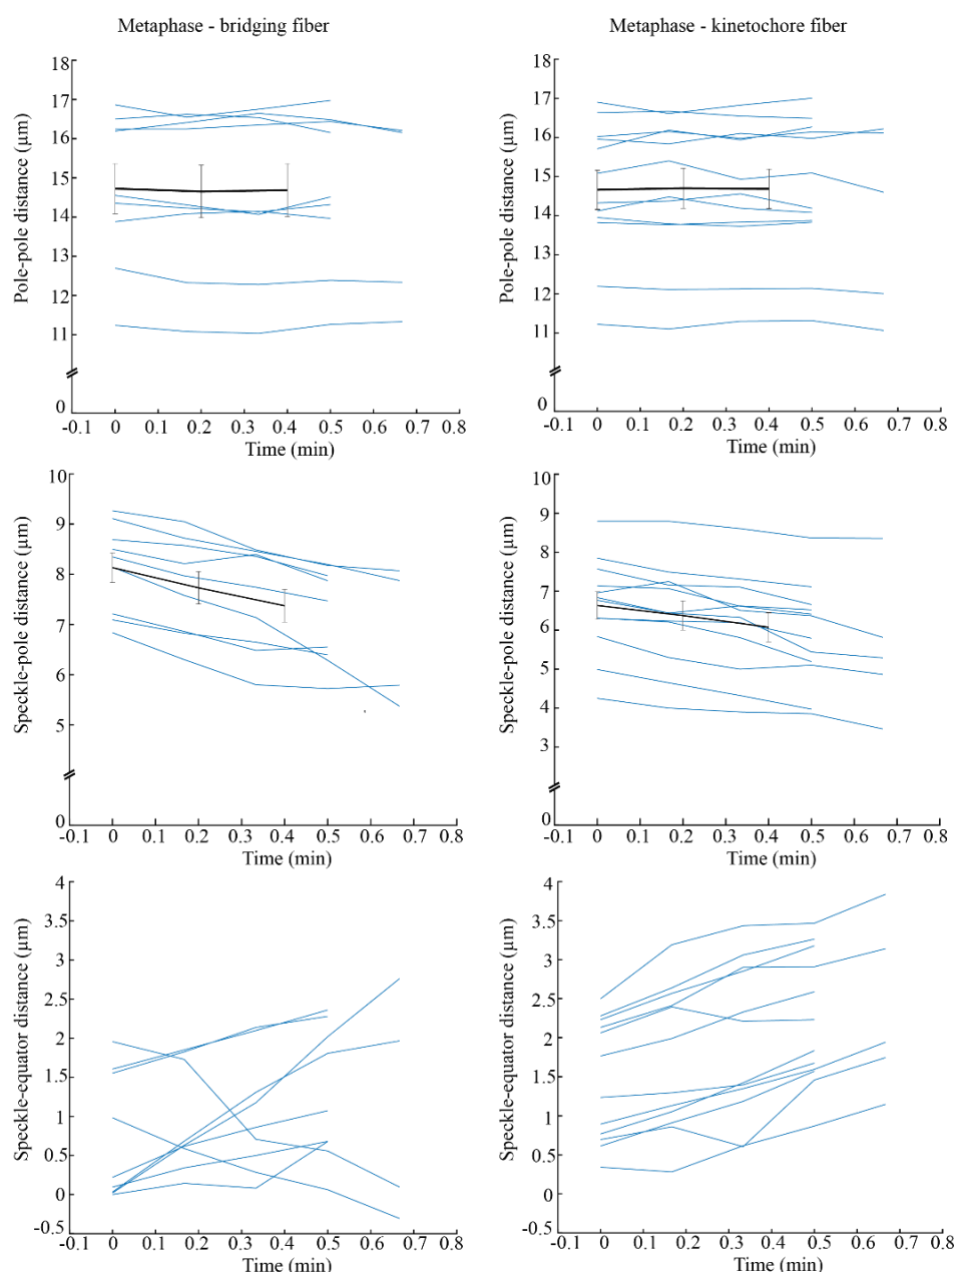 Metaphase - bridging fiber
Metaphase - kinetochore fiber
Pole-pole distance (µm)
18
17
16
15
14
13
12
11
0
-0.1 0 0.1 0.2 0.3 0.4 0.5 0.6 0.7 0.8
Time (min)
Pole-pole distance (µm)
18
17
16
15
14
13
12
11
10
0
-0.1 0 0.1 0.2 0.3 0.4 0.5 0.6 0.7 0.8
Time (min)
Speckle-pole distance (µm)
10
9
8
7
6
5
0
-0.1 0 0.1 0.2 0.3 0.4 0.5 0.6 0.7 0.8
Time (min)
Speckle-pole distance (µm)
10
9
8
7
6
5
4
3
0
-0.1 0 0.1 0.2 0.3 0.4 0.5 0.6 0.7 0.8
Time (min)
Speckle-equator distance (µm)
4
3.5
3
2.5
2
1.5
1
0.5
0
-0.5
0 0.1 0.2 0.3 0.4 0.5 0.6 0.7 0.8
Time (min)
Speckle-equator distance (µm)
4
3.5
3
2.5
2
1.5
1
0.5
0
-0.5
0 0.1 0.2 0.3 0.4 0.5 0.6 0.7 0.8
Time (min)